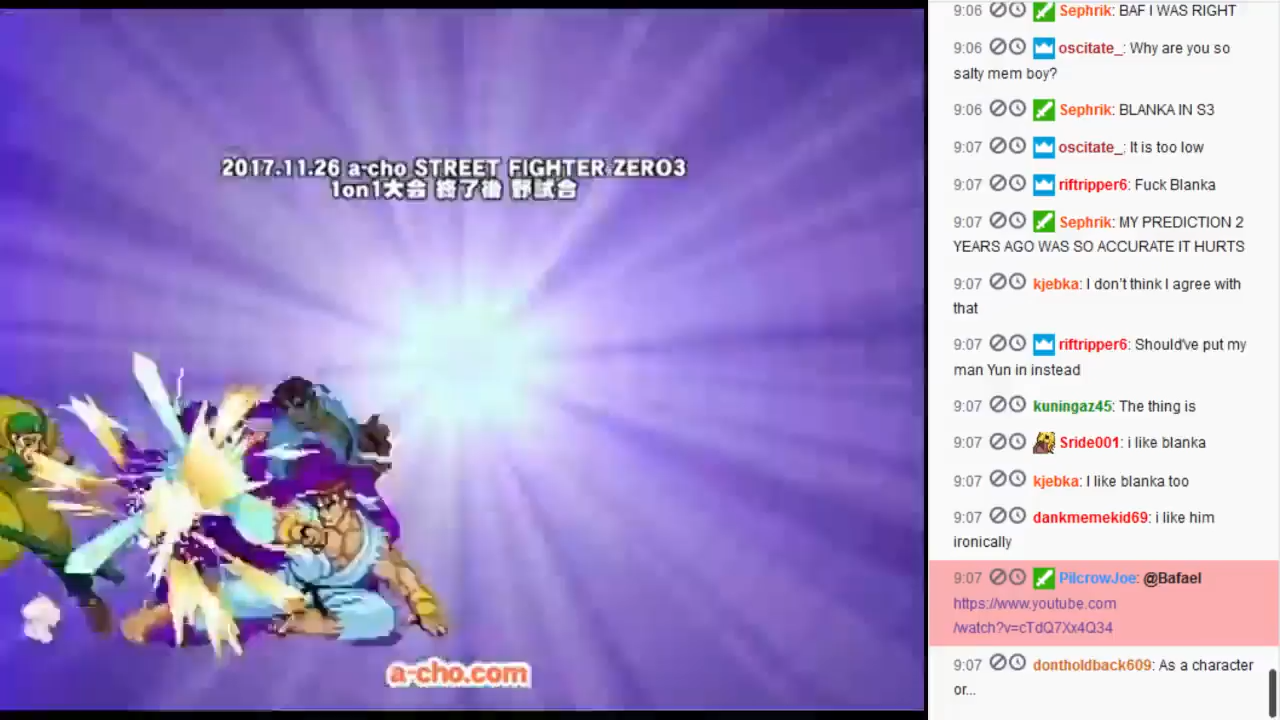 2017.11.26 a-cho STREET FIGHTER ZERO3
1on1大会 終了後 野試合
a-cho.com
9:06 Sephrik: BAF I WAS RIGHT
9:06 oscitate_: Why are you so
salty mem boy?
9:06 Sephrik: BLANKA IN S3
9:07 oscitate_: It is too low
9:07 riftripper6: Fuck Blanka
9:07 Sephrik: MY PREDICTION 2
YEARS AGO WAS SO ACCURATE IT HURTS
9:07 kjebka: I don't think I agree with
that
9:07 riftripper6: Should've put my
man Yun in instead
9:07 kuningaz45: The thing is
9:07 Sride001: i like blanka
9:07 kjebka: I like blanka too
9:07 dankmemekid69: i like him
ironically
9:07 PilcrowJoe: @Bafael
https://www.youtube.com
/watch?v=cTdQ7Xx4Q34
9:07 dontholdback609: As a character
or...